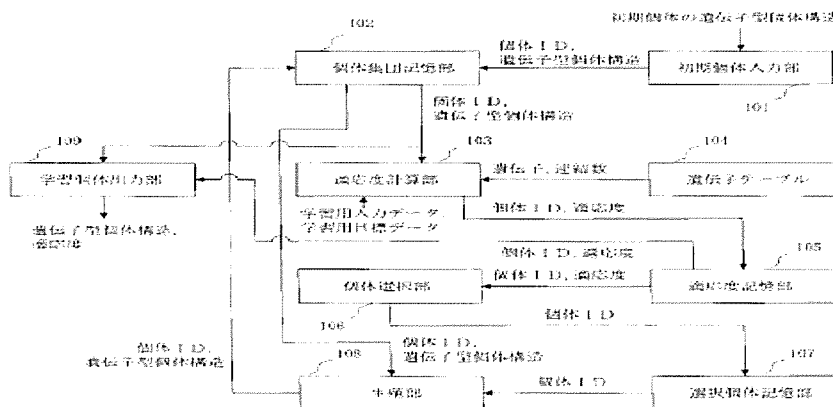 初期個体の遺伝子型個体構造
102
個体ID,
遺伝子型個体構造
個体集団記憶部
初期個体入力部
101
個体ID,
遺伝子型個体構造
109
103
104
遺伝子,連結数
学習個体出力部
適応度計算部
遺伝子テーブル
学習用入力データ,
学習用目標データ
個体ID,適応度
遺伝子型個体構造,
適応度
個体ID,適応度
105
個体ID,適応度
個体選択部
適応度記憶部
106
個体ID
個体ID,
遺伝子型個体構造
108
個体ID,
遺伝子型個体構造
107
生殖部
個体ID
選択個体記憶部